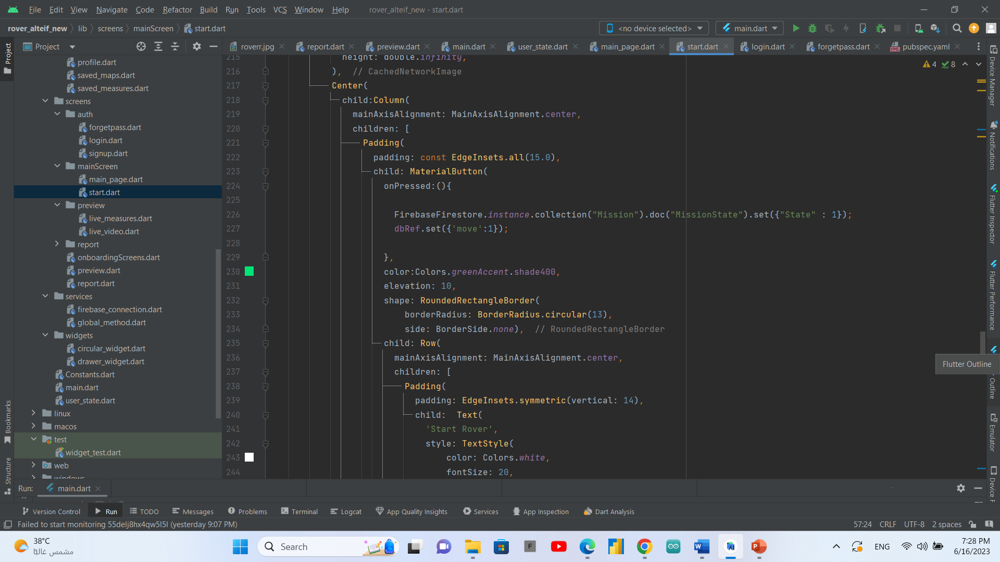 File Edit View Navigate Code Refactor Build Run Tools VCS Window Help rover_alteif_new - start.dart
rover_alteif_new lib screens mainScreen start.dart <no device selected> main.dart
Project
Project
roverr.jpg report.dart preview.dart main.dart user_state.dart main_page.dart start.dart login.dart forgetpass.dart pubspec.yaml
4 8
profile.dart
saved_maps.dart
saved_measures.dart
screens
auth
forgetpass.dart
login.dart
signup.dart
mainScreen
main_page.dart
start.dart
preview
live_measures.dart
live_video.dart
report
onboardingScreens.dart
preview.dart
report.dart
services
firebase_connection.dart
global_method.dart
widgets
circular_widget.dart
drawer_widget.dart
Constants.dart
main.dart
user_state.dart
linux
macos
test
widget_test.dart
web
windows
Bookmarks
Structure
215 height: double.infinity,
216 ), // CachedNetworkImage
217 Center(
218 child:Column(
219 mainAxisAlignment: MainAxisAlignment.center,
220 children: [
221 Padding(
222 padding: const EdgeInsets.all(15.0),
223 child: MaterialButton(
224 onPressed:(){
225
226 FirebaseFirestore.instance.collection("Mission").doc("MissionState").set({"State" : 1});
227 dbRef.set({'move':1});
228
229 },
230 color:Colors.greenAccent.shade400,
231 elevation: 10,
232 shape: RoundedRectangleBorder(
233 borderRadius: BorderRadius.circular(13),
234 side: BorderSide.none), // RoundedRectangleBorder
235 child: Row(
236 mainAxisAlignment: MainAxisAlignment.center,
237 children: [
238 Padding(
239 padding: EdgeInsets.symmetric(vertical: 14),
240 child: Text(
241 'Start Rover',
242 style: TextStyle(
243 color: Colors.white,
244 fontSize: 20,
Device Manager
Notifications
Flutter Inspector
Flutter Performance
Flutter Outline
Outline
Emulator
Device F
Run: main.dart
Version Control Run TODO Messages Problems Terminal Logcat App Quality Insights Services App Inspection Dart Analysis
Failed to start monitoring 55delj8hx4qw5l5l (yesterday 9:07 PM) 57:24 CRLF UTF-8 2 spaces
38°C
مشمس غالبًا
Search
ENG
7:28 PM
6/16/2023